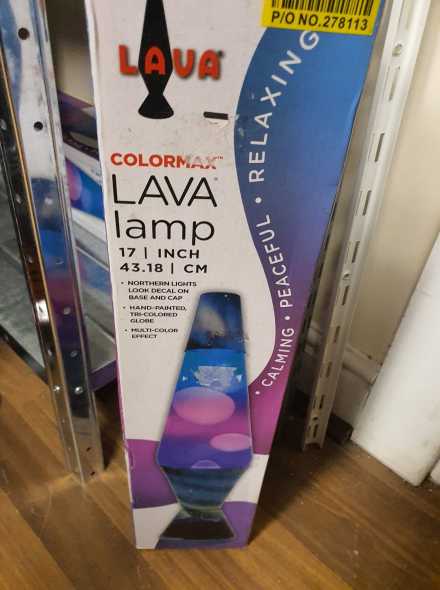 P/O NO.278113
LAVA®
COLORMAX™
LAVA®
lamp
17 | INCH
43.18 | CM
• NORTHERN LIGHTS
LOOK DECAL ON
BASE AND CAP
• HAND-PAINTED,
TRI-COLORED
GLOBE
• MULTI-COLOR
EFFECT
• CALMING • PEACEFUL • RELAXING